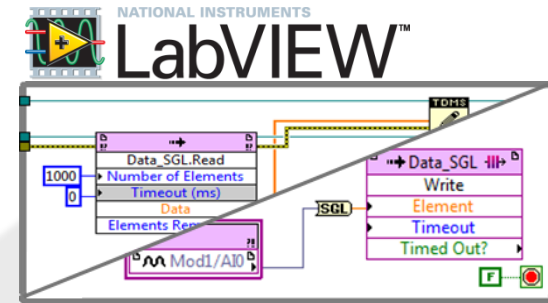 NATIONAL INSTRUMENTS
LabVIEW™
TDMS
Data_SGL.Read
1000 Number of Elements
0 Timeout (ms)
Data
Elements
Mod1/AI0
Data_SGL
Write
SGL Element
Timeout
Timed Out?
F